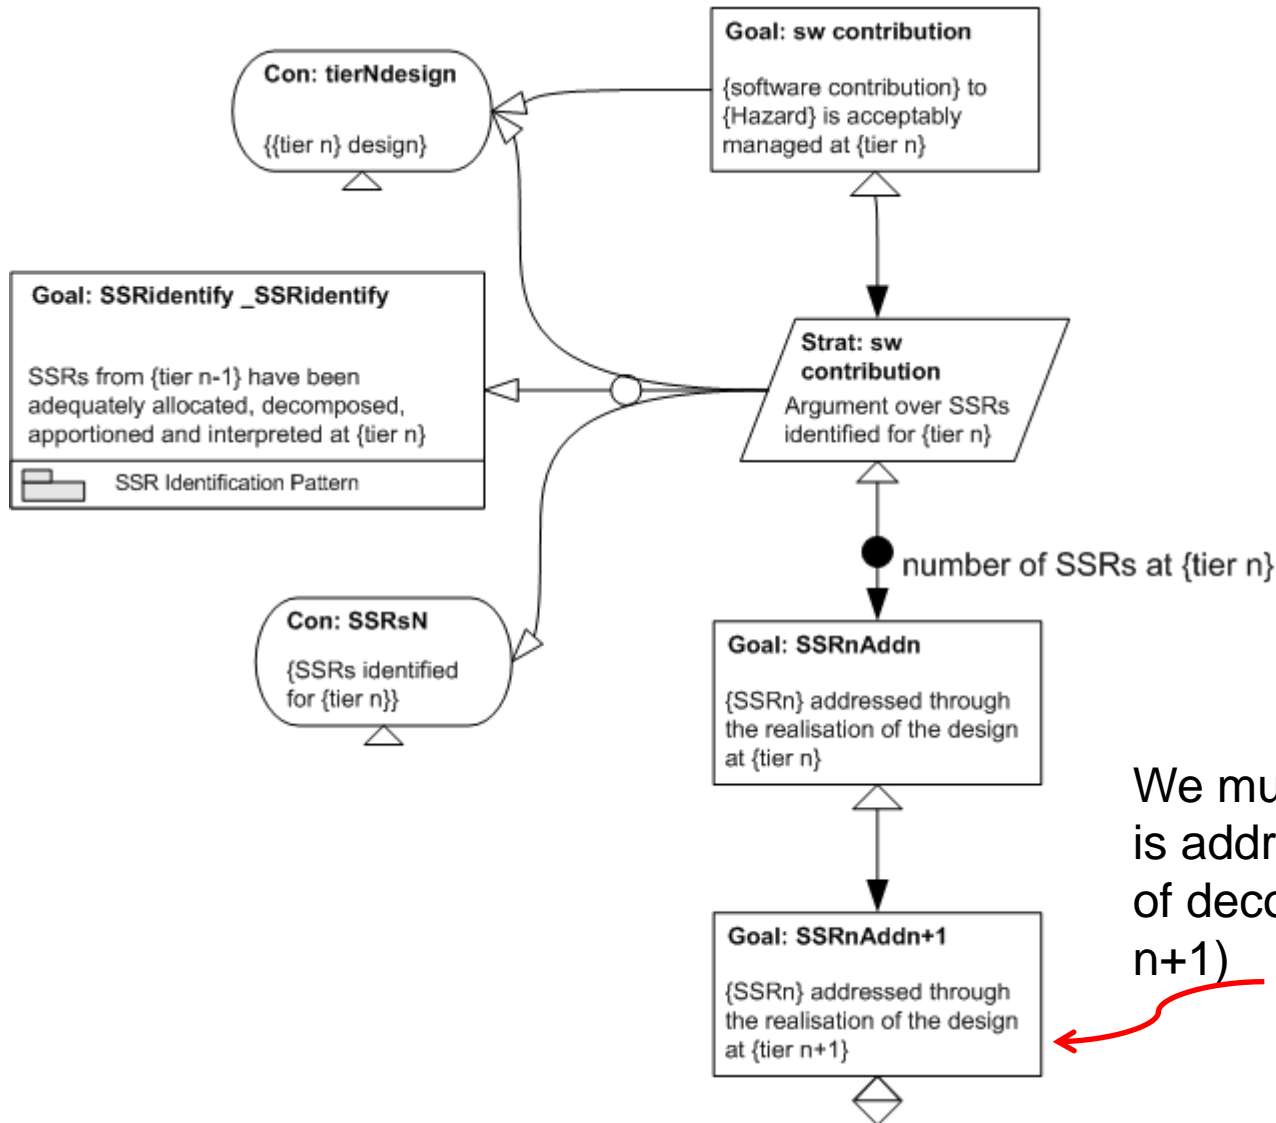 Goal: sw contribution
{software contribution} to
{Hazard} is acceptably
managed at {tier n}
Con: tierNdesign
{{tier n} design}
Goal: SSRidentify _SSRidentify
SSRs from {tier n-1} have been
adequately allocated, decomposed,
apportioned and interpreted at {tier n}
SSR Identification Pattern
Strat: sw
contribution
Argument over SSRs
identified for {tier n}
number of SSRs at {tier n}
Con: SSRsN
{SSRs identified
for {tier n}}
Goal: SSRnAddn
{SSRn} addressed through
the realisation of the design
at {tier n}
We mu
is addr
of deco
n+1)
Goal: SSRnAddn+1
{SSRn} addressed through
the realisation of the design
at {tier n+1}